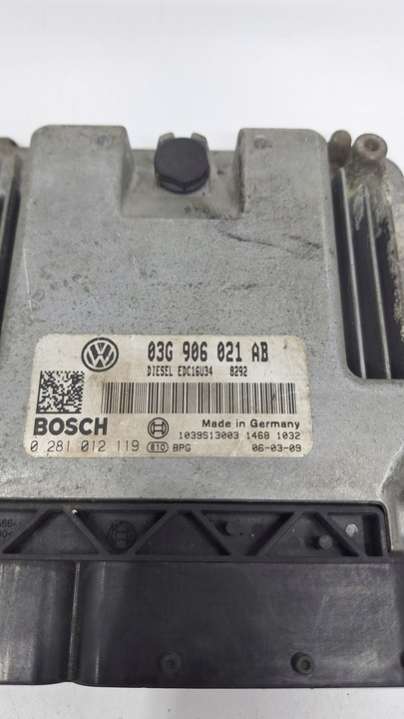 03G 906 021 AB
DIESEL EDC16U34 8292
BOSCH
Made in Germany
1039S13003 1468 1032
0 281 012 119 810 BPG 06-03-09